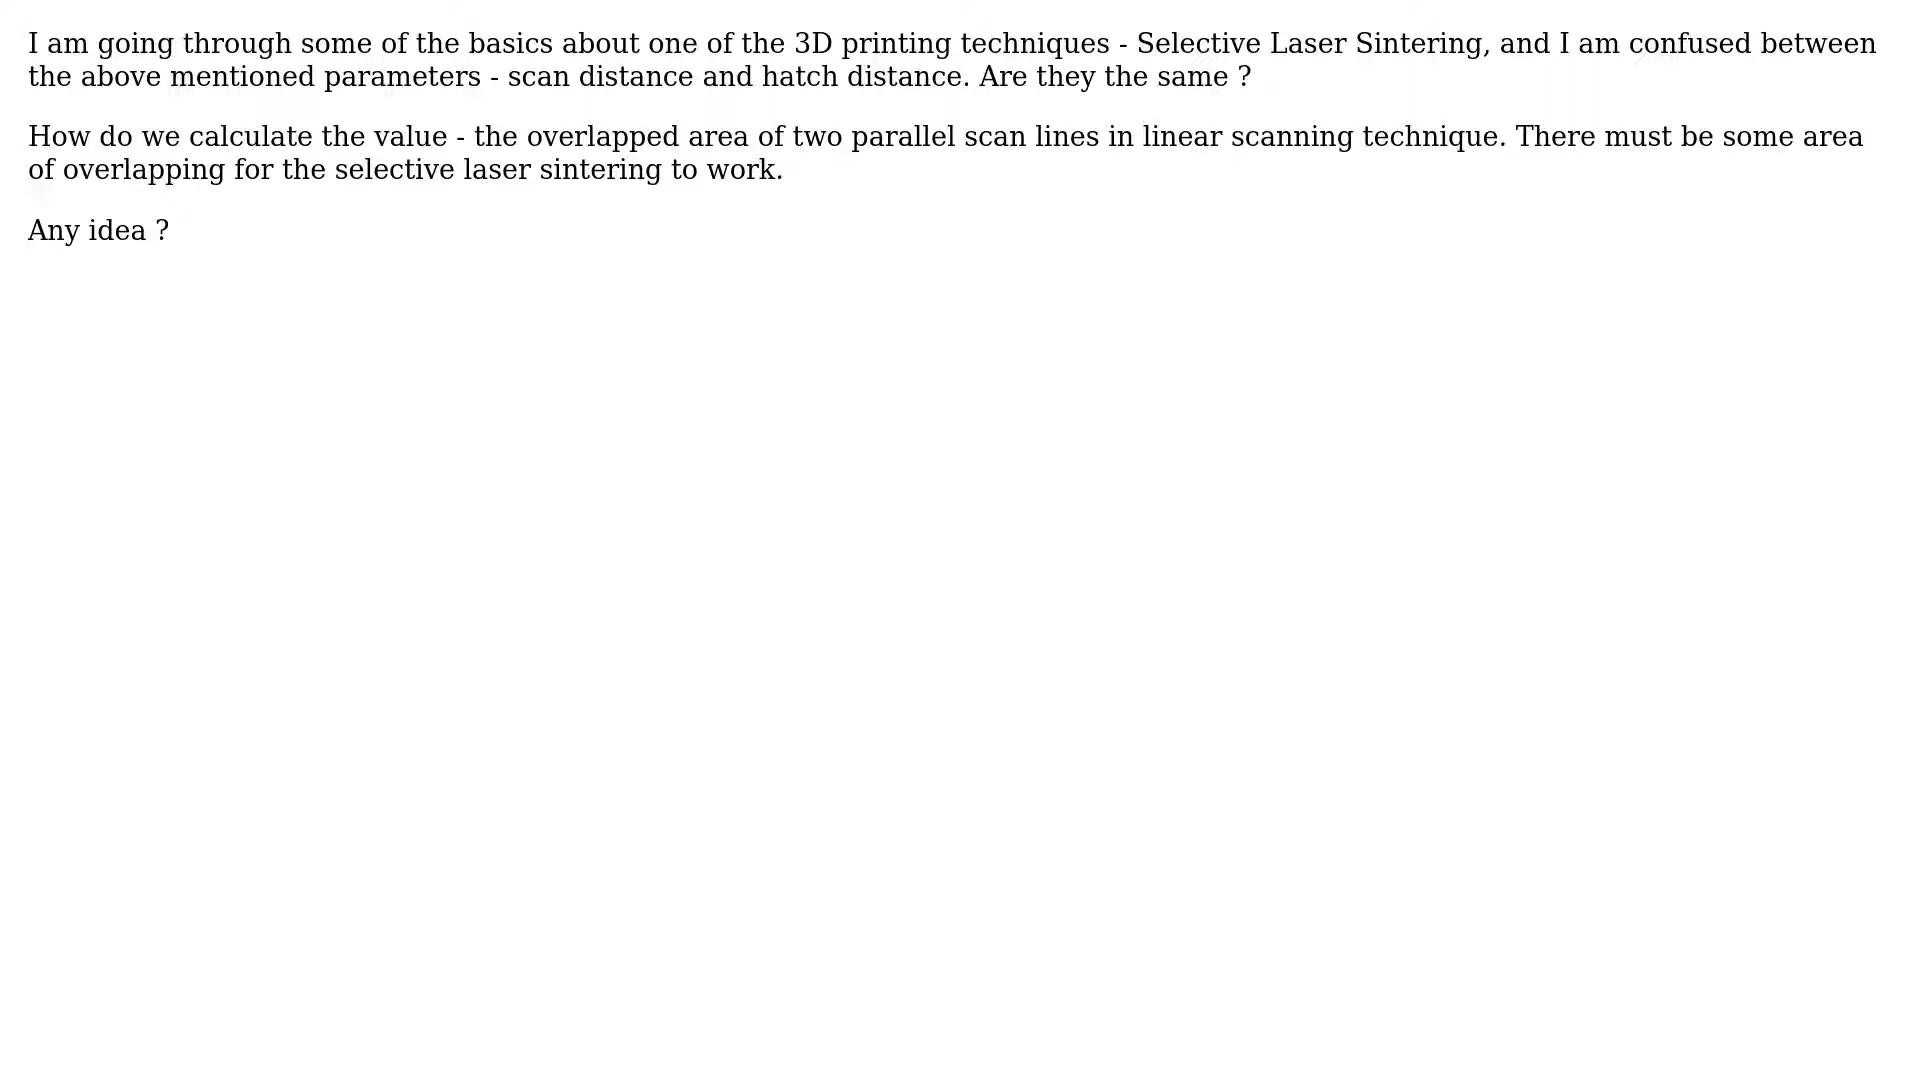 I am going through some of the basics about one of the 3D printing techniques - Selective Laser Sintering, and I am confused between
the above mentioned parameters - scan distance and hatch distance. Are they the same ?
How do we calculate the value - the overlapped area of two parallel scan lines in linear scanning technique. There must be some area
of overlapping for the selective laser sintering to work.
Any idea ?